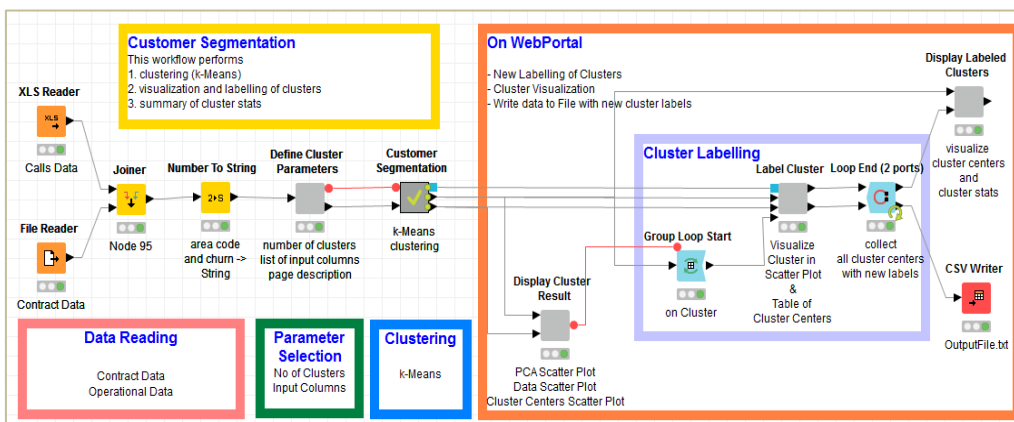 Customer Segmentation
This workflow performs
1. clustering (k-Means)
2. visualization and labelling of clusters
3. summary of cluster stats
On WebPortal
- New Labelling of Clusters
- Cluster Visualization
- Write data to File with new cluster labels
Display Labeled
Clusters
visualize
cluster centers
and
cluster stats
XLS Reader
XLS
Calls Data
File Reader
Contract Data
Joiner
Node 95
Number To String
2▸S
area code
and churn ->
String
Define Cluster
Parameters
number of clusters
list of input columns
page description
Customer
Segmentation
k-Means
clustering
Cluster Labelling
Label Cluster
Visualize
Cluster in
Scatter Plot
&
Table of
Cluster Centers
Loop End (2 ports)
collect
all cluster centers
with new labels
Group Loop Start
on Cluster
Display Cluster
Result
PCA Scatter Plot
Data Scatter Plot
Cluster Centers Scatter Plot
CSV Writer
OutputFile.txt
Data Reading
Contract Data
Operational Data
Parameter
Selection
No of Clusters
Input Columns
Clustering
k-Means